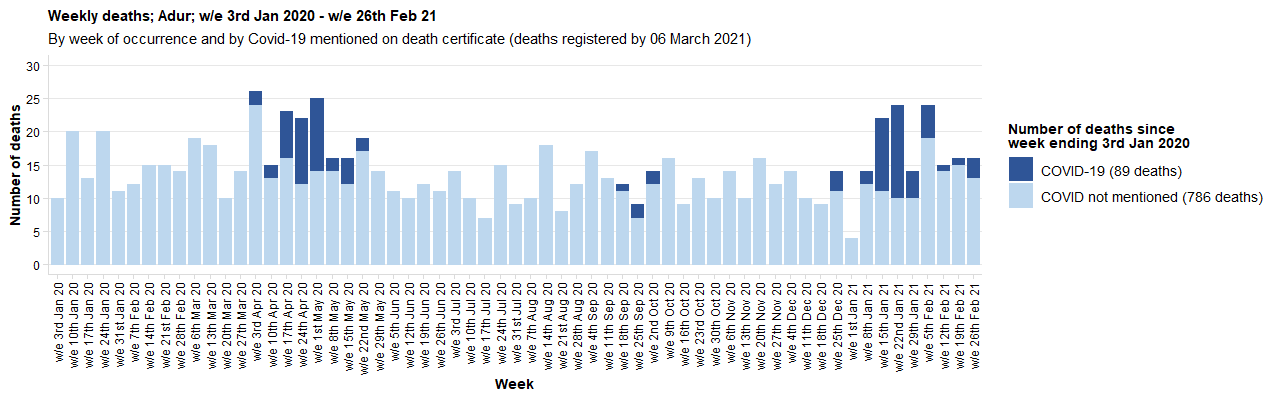 Weekly deaths; Adur; w/e 3rd Jan 2020 - w/e 26th Feb 21
By week of occurrence and by Covid-19 mentioned on death certificate (deaths registered by 06 March 2021)
Number of deaths
30
25
20
15
10
5
0
w/e 3rd Jan 20
w/e 10th Jan 20
w/e 17th Jan 20
w/e 24th Jan 20
w/e 31st Jan 20
w/e 7th Feb 20
w/e 14th Feb 20
w/e 21st Feb 20
w/e 28th Feb 20
w/e 6th Mar 20
w/e 13th Mar 20
w/e 20th Mar 20
w/e 27th Mar 20
w/e 3rd Apr 20
w/e 10th Apr 20
w/e 17th Apr 20
w/e 24th Apr 20
w/e 1st May 20
w/e 8th May 20
w/e 15th May 20
w/e 22nd May 20
w/e 29th May 20
w/e 5th Jun 20
w/e 12th Jun 20
w/e 19th Jun 20
w/e 26th Jun 20
w/e 3rd Jul 20
w/e 10th Jul 20
w/e 17th Jul 20
w/e 24th Jul 20
w/e 31st Jul 20
w/e 7th Aug 20
w/e 14th Aug 20
w/e 21st Aug 20
w/e 28th Aug 20
w/e 4th Sep 20
w/e 11th Sep 20
w/e 18th Sep 20
w/e 25th Sep 20
w/e 2nd Oct 20
w/e 9th Oct 20
w/e 16th Oct 20
w/e 23rd Oct 20
w/e 30th Oct 20
w/e 6th Nov 20
w/e 13th Nov 20
w/e 20th Nov 20
w/e 27th Nov 20
w/e 4th Dec 20
w/e 11th Dec 20
w/e 18th Dec 20
w/e 25th Dec 20
w/e 1st Jan 21
w/e 8th Jan 21
w/e 15th Jan 21
w/e 22nd Jan 21
w/e 29th Jan 21
w/e 5th Feb 21
w/e 12th Feb 21
w/e 19th Feb 21
w/e 26th Feb 21
Week
Number of deaths since
week ending 3rd Jan 2020
COVID-19 (89 deaths)
COVID not mentioned (786 deaths)